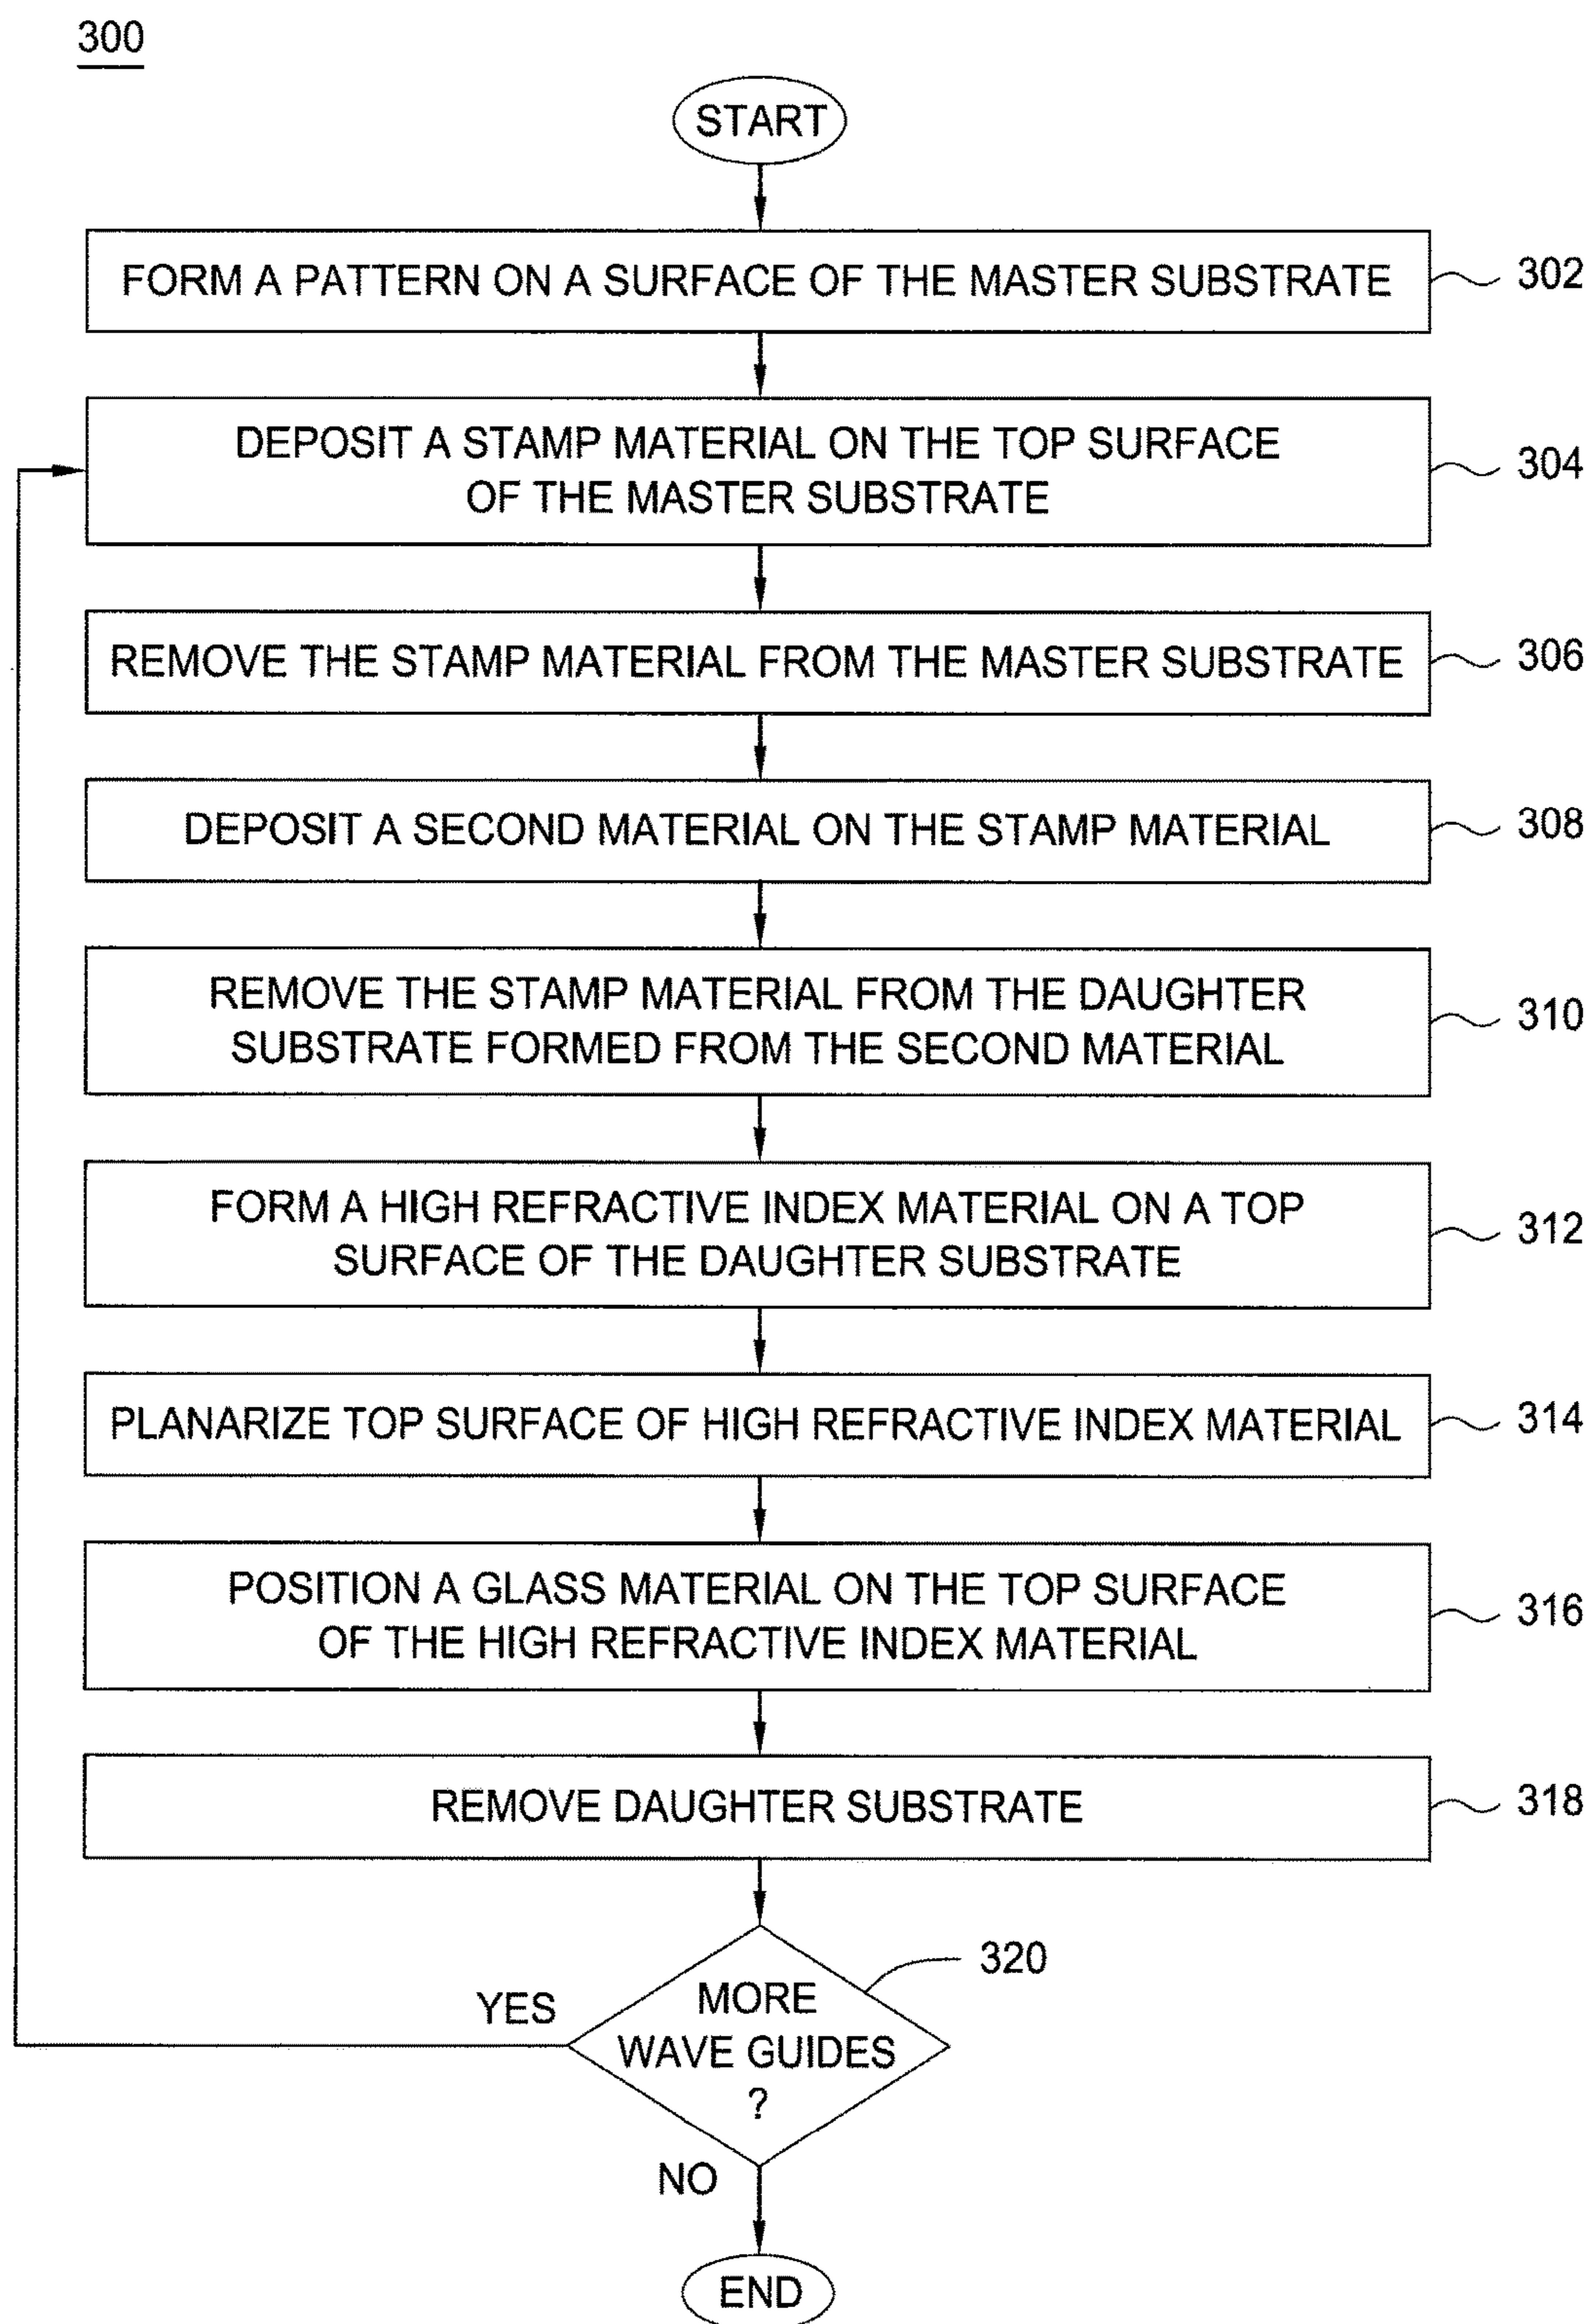 300
START
FORM A PATTERN ON A SURFACE OF THE MASTER SUBSTRATE
302
DEPOSIT A STAMP MATERIAL ON THE TOP SURFACE
OF THE MASTER SUBSTRATE
304
REMOVE THE STAMP MATERIAL FROM THE MASTER SUBSTRATE
306
DEPOSIT A SECOND MATERIAL ON THE STAMP MATERIAL
308
REMOVE THE STAMP MATERIAL FROM THE DAUGHTER
SUBSTRATE FORMED FROM THE SECOND MATERIAL
310
FORM A HIGH REFRACTIVE INDEX MATERIAL ON A TOP
SURFACE OF THE DAUGHTER SUBSTRATE
312
PLANARIZE TOP SURFACE OF HIGH REFRACTIVE INDEX MATERIAL
314
POSITION A GLASS MATERIAL ON THE TOP SURFACE
OF THE HIGH REFRACTIVE INDEX MATERIAL
316
REMOVE DAUGHTER SUBSTRATE
318
320
YES
MORE
WAVE GUIDES
?
NO
END